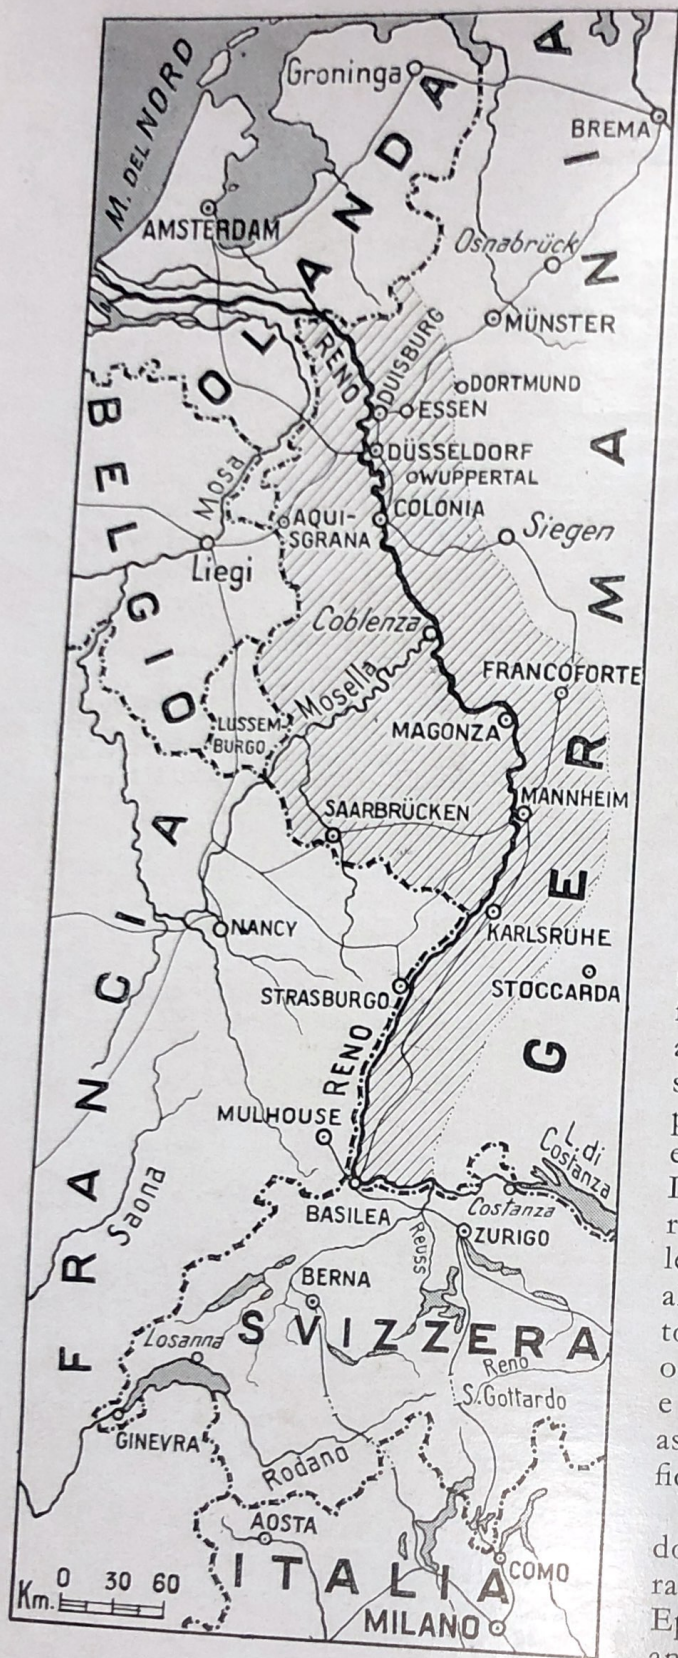 M. DEL NORD
Groninga
BREMA
AMSTERDAM
OLANDA
Osnabrück
MÜNSTER
RENO
DUISBURG
DORTMUND
ESSEN
DÜSSELDORF
WUPPERTAL
BELGIO
Mosa
COLONIA
AQUI-
SGRANA
Siegen
Liegi
GERMANIA
Coblenza
FRANCOFORTE
Mosella
LUSSEM-
BURGO
MAGONZA
MANNHEIM
SAARBRÜCKEN
NANCY
KARLSRUHE
STRASBURGO
STOCCARDA
FRANCIA
RENO
MULHOUSE
L. di
Costanza
Saona
BASILEA
Costanza
Reuss
ZURIGO
BERNA
SVIZZERA
Losanna
Reno
S. Gottardo
GINEVRA
Rodano
AOSTA
ITALIA
COMO
Km. 0 30 60
MILANO